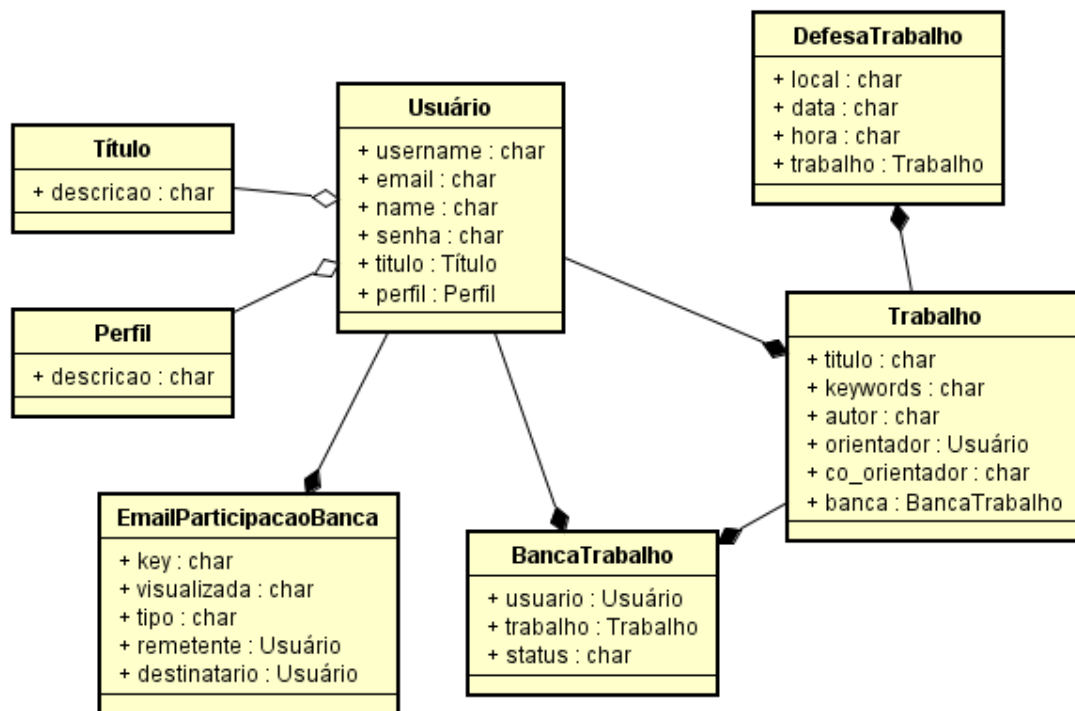 DefesaTrabalho
+ local : char
+ data : char
+ hora : char
+ trabalho : Trabalho
Usuário
+ username : char
+ email : char
+ name : char
+ senha : char
+ titulo : Título
+ perfil : Perfil
Título
+ descricao : char
Perfil
+ descricao : char
Trabalho
+ titulo : char
+ keywords : char
+ autor : char
+ orientador : Usuário
+ co_orientador : char
+ banca : BancaTrabalho
EmailParticipacaoBanca
+ key : char
+ visualizada : char
+ tipo : char
+ remetente : Usuário
+ destinatario : Usuário
BancaTrabalho
+ usuario : Usuário
+ trabalho : Trabalho
+ status : char